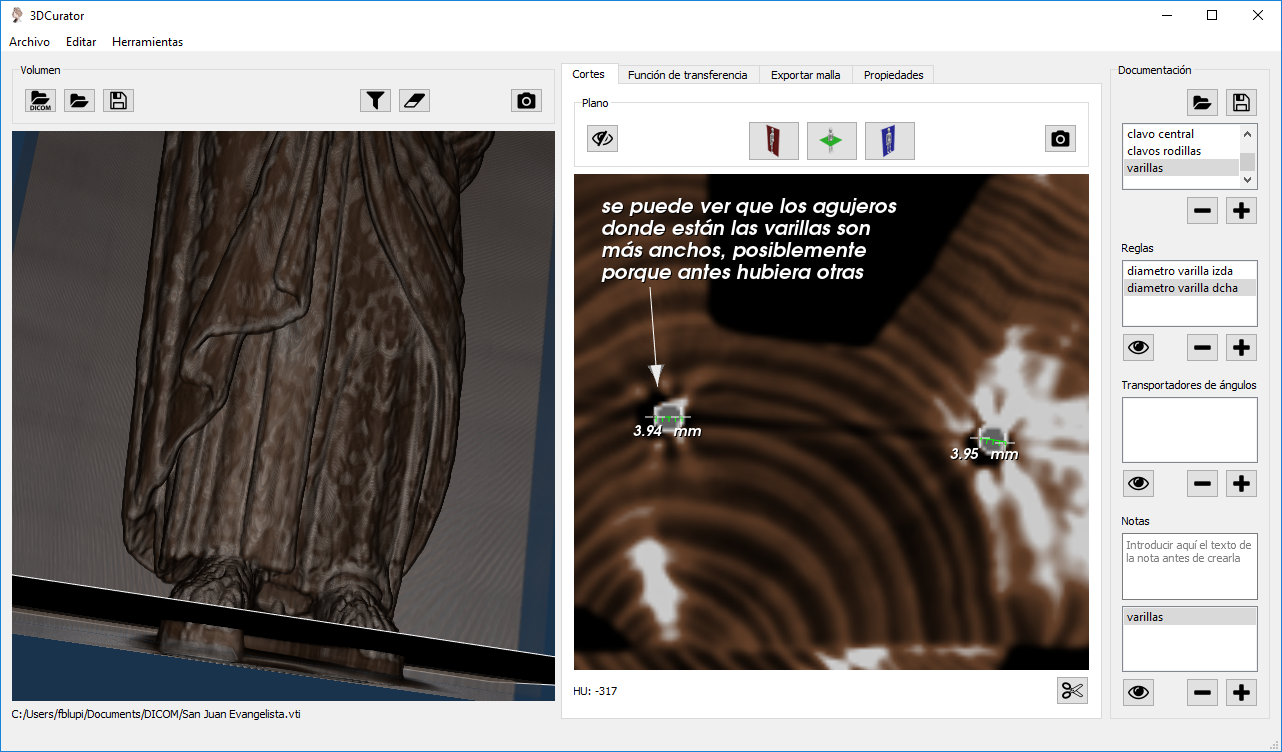 3DCurator
Archivo Editar Herramientas
Volumen
DICOM
C:/Users/fblupi/Documents/DICOM/San Juan Evangelista.vti
Cortes Función de transferencia Exportar malla Propiedades
Plano
se puede ver que los agujeros
donde están las varillas son
más anchos, posiblemente
porque antes hubiera otras
3.94 mm
3.95 mm
HU: -317
Documentación
clavo central
clavos rodillas
varillas
Reglas
diametro varilla izda
diametro varilla dcha
Transportadores de ángulos
Notas
Introducir aquí el texto de
la nota antes de crearla
varillas